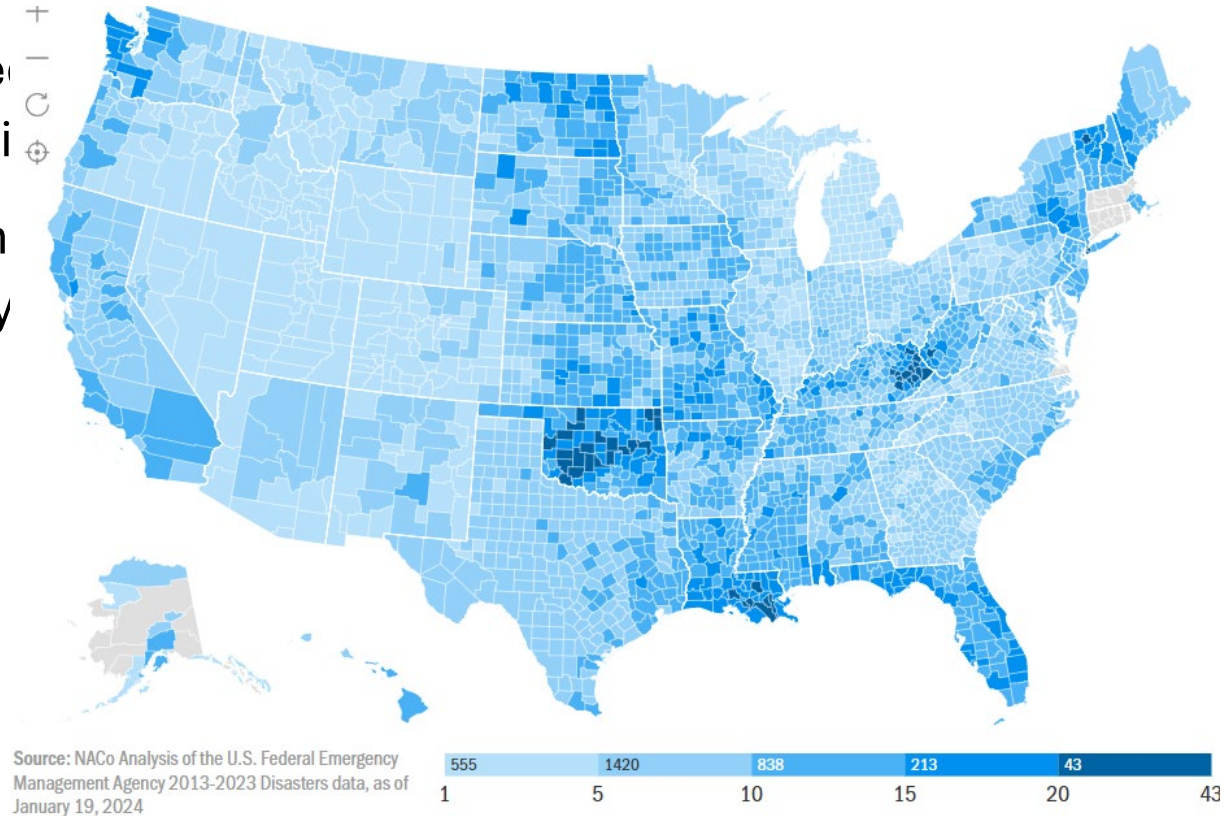 Source: NACo Analysis of the U.S. Federal Emergency
Management Agency 2013-2023 Disasters data, as of
January 19, 2024
555 1420 838 213 43
1 5 10 15 20 43